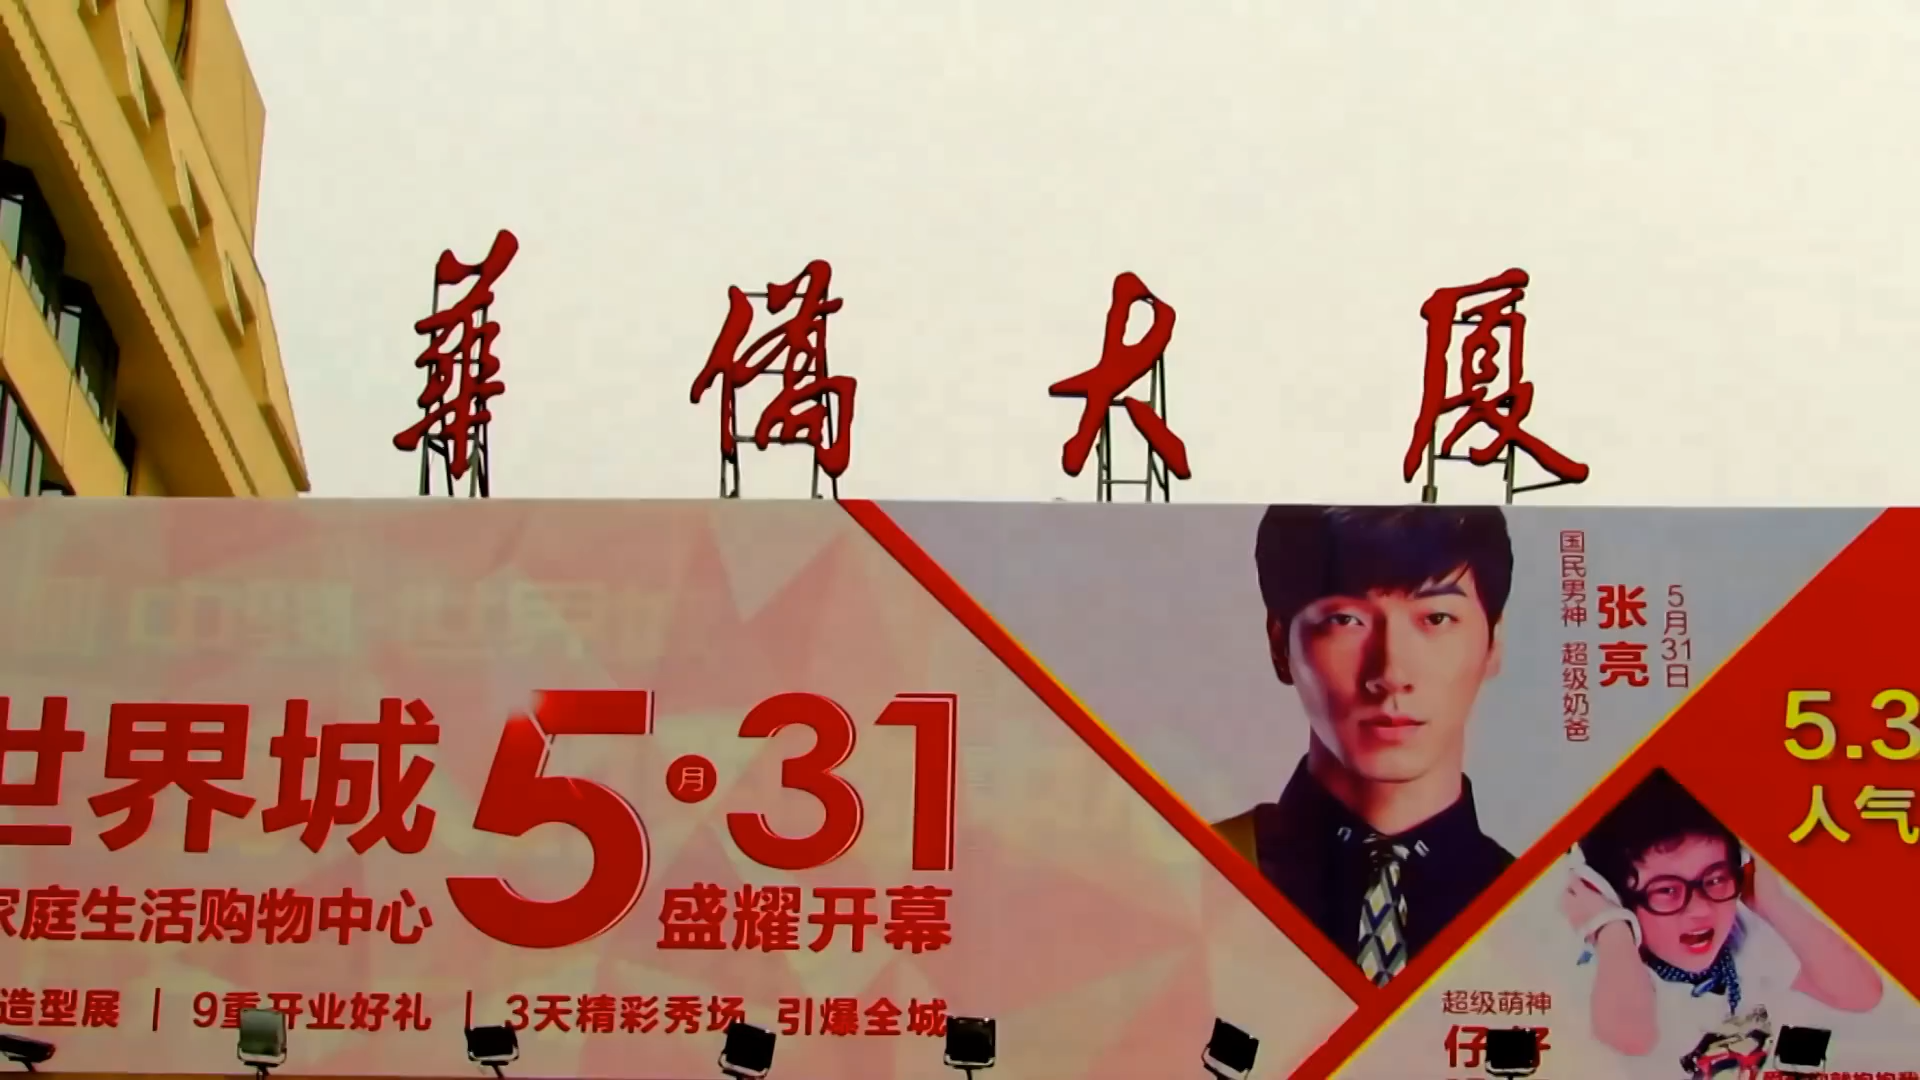 華僑大廈
世界城
5月·31
家庭生活购物中心
盛耀开幕
造型展 | 9重开业好礼 | 3天精彩秀场 引爆全城
国民男神 超级奶爸
张亮
5月31日
5.3
人气
超级萌神
仔仔